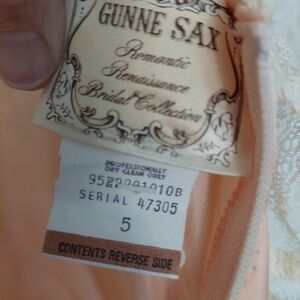 GUNNE SAX
Romantic
Renaissance
Bridal Collection
PROFESSIONALLY
DRY CLEAN ONLY
SERIAL 47305
5
CONTENTS REVERSE SIDE